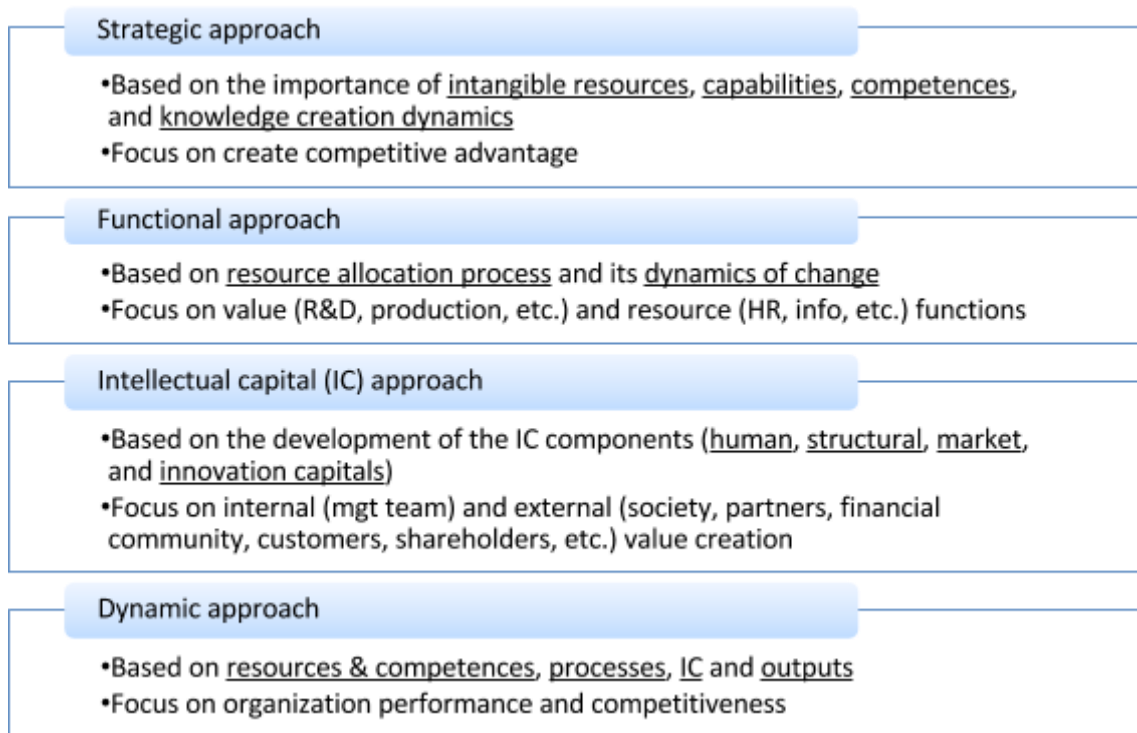 Strategic approach
•Based on the importance of intangible resources, capabilities, competences,
and knowledge creation dynamics
•Focus on create competitive advantage
Functional approach
•Based on resource allocation process and its dynamics of change
•Focus on value (R&D, production, etc.) and resource (HR, info, etc.) functions
Intellectual capital (IC) approach
•Based on the development of the IC components (human, structural, market,
and innovation capitals)
•Focus on internal (mgt team) and external (society, partners, financial
community, customers, shareholders, etc.) value creation
Dynamic approach
•Based on resources & competences, processes, IC and outputs
•Focus on organization performance and competitiveness